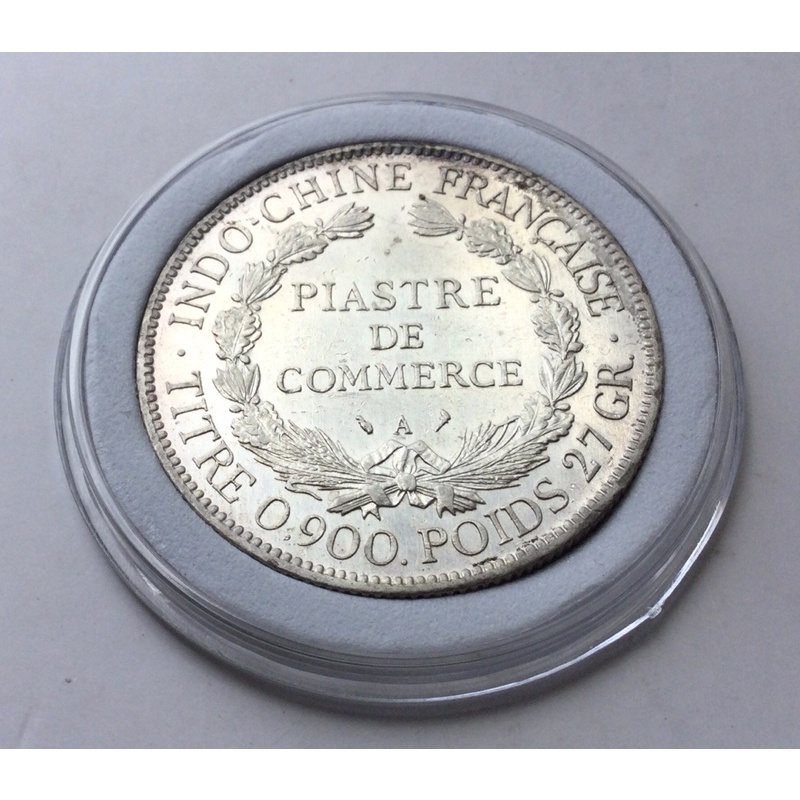 INDO-CHINE FRANÇAISE
PIASTRE
DE
COMMERCE
A
· TITRE 0,900. POIDS. 27 GR. ·